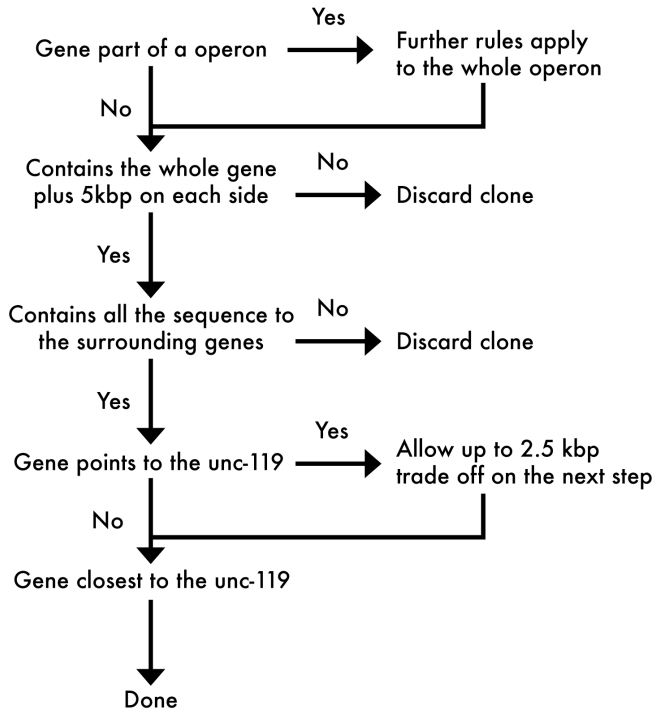 Yes
Gene part of a operon
Further rules apply
to the whole operon
No
Contains the whole gene
plus 5kbp on each side
No
Discard clone
Yes
Contains all the sequence to
the surrounding genes
No
Discard clone
Yes
Gene points to the unc-119
Yes
Allow up to 2.5 kbp
trade off on the next step
No
Gene closest to the unc-119
Done